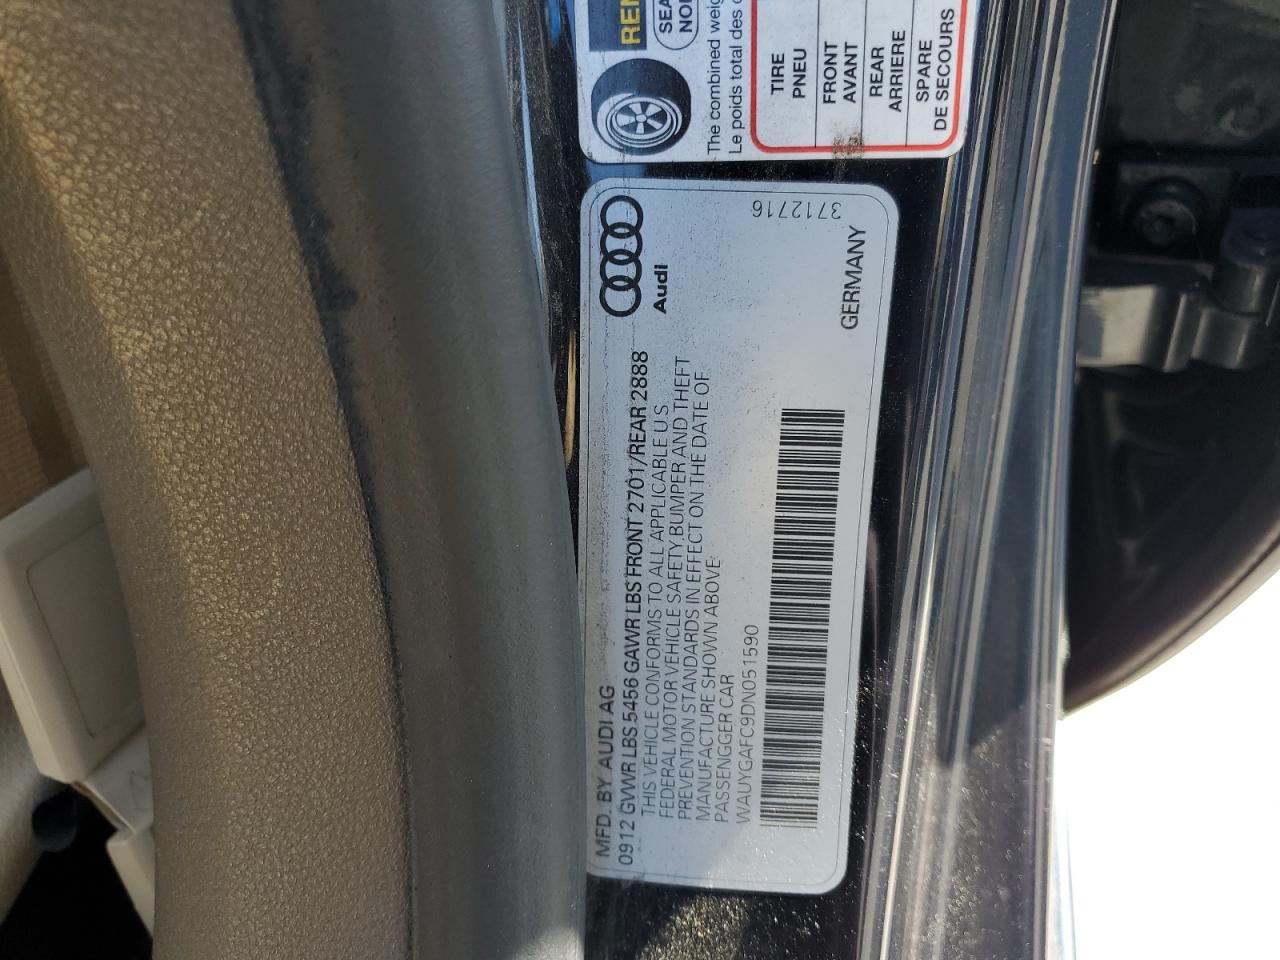 REN
SEA
NO
The combined weig
Le poids total des
TIRE
PNEU
FRONT
AVANT
REAR
ARRIERE
SPARE
DE SECOURS
Audi
3712716
GERMANY
MFD. BY AUDI AG
0912 GVWR LBS 5456 GAWR LBS FRONT 2701/REAR 2888
THIS VEHICLE CONFORMS TO ALL APPLICABLE U.S.
FEDERAL MOTOR VEHICLE SAFETY, BUMPER AND THEFT
PREVENTION STANDARDS IN EFFECT ON THE DATE OF
MANUFACTURE SHOWN ABOVE
PASSENGGER CAR
WAUYGAFC9DN051590